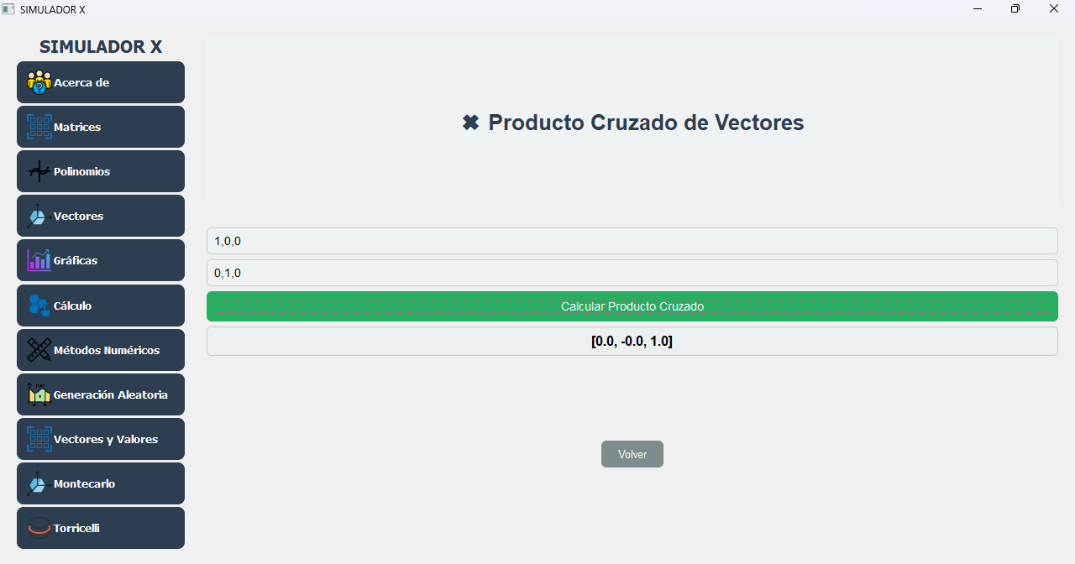 SIMULADOR X
SIMULADOR X
Acerca de
Matrices
Polinomios
Vectores
Gráficas
Cálculo
Métodos Numéricos
Generación Aleatoria
Vectores y Valores
Montecarlo
Torricelli
✖ Producto Cruzado de Vectores
1,0,0
0,1,0
Calcular Producto Cruzado
[0.0, -0.0, 1.0]
Volver